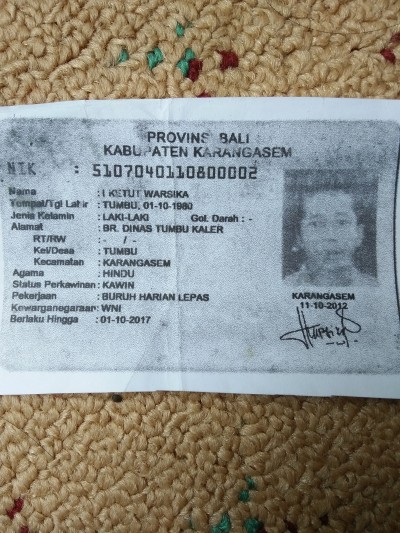 PROVINS BALI
KABUPATEN KARANGASEM
NIK : 5107040110800002
Nama : I KETUT WARSIKA
Tempat/Tgl Lahir : TUMBU, 01-10-1980
Jenis Kelamin : LAKI-LAKI Gol. Darah : -
Alamat : BR. DINAS TUMBU KALER
RT/RW : - / -
Kel/Desa : TUMBU
Kecamatan : KARANGASEM
Agama : HINDU
Status Perkawinan : KAWIN
Pekerjaan : BURUH HARIAN LEPAS
Kewarganegaraan : WNI
Berlaku Hingga : 01-10-2017
KARANGASEM
11-10-2012